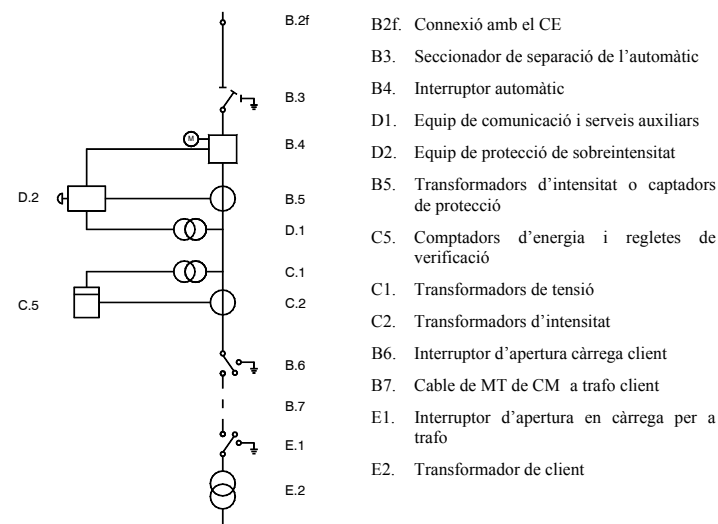 B.2f
B.3
M
B.4
D.2
B.5
D.1
C.1
C.5
C.2
B.6
B.7
E.1
E.2
B2f. Connexió amb el CE
B3. Seccionador de separació de l'automàtic
B4. Interruptor automàtic
D1. Equip de comunicació i serveis auxiliars
D2. Equip de protecció de sobreintensitat
B5. Transformadors d'intensitat o captadors
de protecció
C5. Comptadors d'energia i regletes de
verificació
C1. Transformadors de tensió
C2. Transformadors d'intensitat
B6. Interruptor d'apertura càrrega client
B7. Cable de MT de CM a trafo client
E1. Interruptor d'apertura en càrrega per a
trafo
E2. Transformador de client